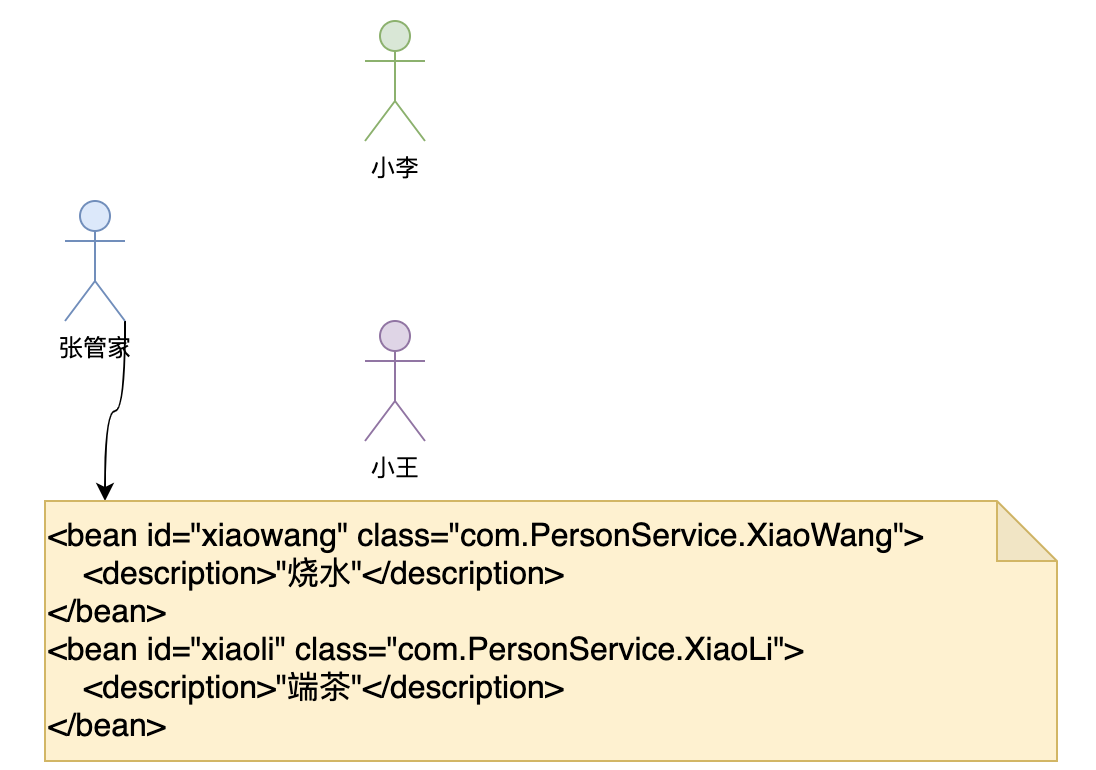 小李
张管家
小王
<bean id="xiaowang" class="com.PersonService.XiaoWang">
    <description>"烧水"</description>
</bean>
<bean id="xiaoli" class="com.PersonService.XiaoLi">
    <description>"端茶"</description>
</bean>